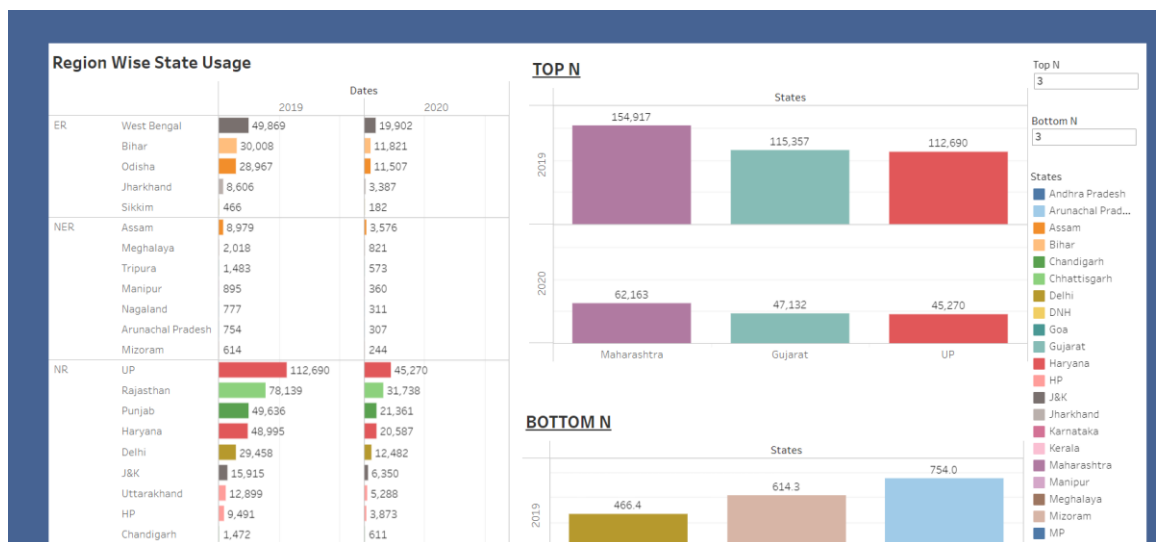 Region Wise State Usage
Dates
2019 2020
ER West Bengal 49,869 19,902
Bihar 30,008 11,821
Odisha 28,967 11,507
Jharkhand 8,606 3,387
Sikkim 466 182
NER Assam 8,979 3,576
Meghalaya 2,018 821
Tripura 1,483 573
Manipur 895 360
Nagaland 777 311
Arunachal Pradesh 754 307
Mizoram 614 244
NR UP 112,690 45,270
Rajasthan 78,139 31,738
Punjab 49,636 21,361
Haryana 48,995 20,587
Delhi 29,458 12,482
J&K 15,915 6,350
Uttarakhand 12,899 5,288
HP 9,491 3,873
Chandigarh 1,472 611
TOP N
States
2019
154,917 115,357 112,690
2020
62,163 47,132 45,270
Maharashtra Gujarat UP
BOTTOM N
States
2019
466.4 614.3 754.0
Top N
3
Bottom N
3
States
Andhra Pradesh
Arunachal Prad...
Assam
Bihar
Chandigarh
Chhattisgarh
Delhi
DNH
Goa
Gujarat
Haryana
HP
J&K
Jharkhand
Karnataka
Kerala
Maharashtra
Manipur
Meghalaya
Mizoram
MP